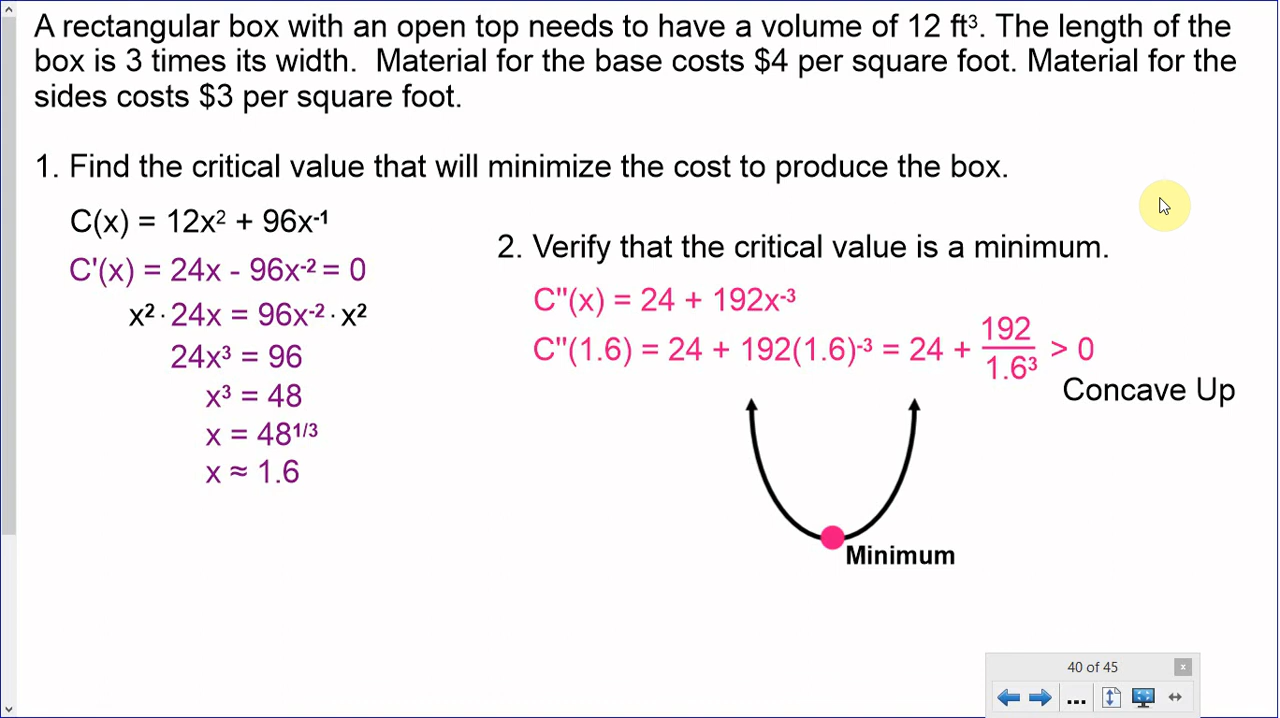 A rectangular box with an open top needs to have a volume of 12 ft³. The length of the
box is 3 times its width.  Material for the base costs $4 per square foot. Material for the
sides costs $3 per square foot.
1. Find the critical value that will minimize the cost to produce the box.
C(x) = 12x² + 96x⁻¹
C'(x) = 24x - 96x⁻² = 0
x² · 24x = 96x⁻² · x²
24x³ = 96
x³ = 48
x = 48¹ᐟ³
x ≈ 1.6
2. Verify that the critical value is a minimum.
C"(x) = 24 + 192x⁻³
C"(1.6) = 24 + 192(1.6)⁻³ = 24 + 192/1.6³ > 0
Concave Up
Minimum
40 of 45